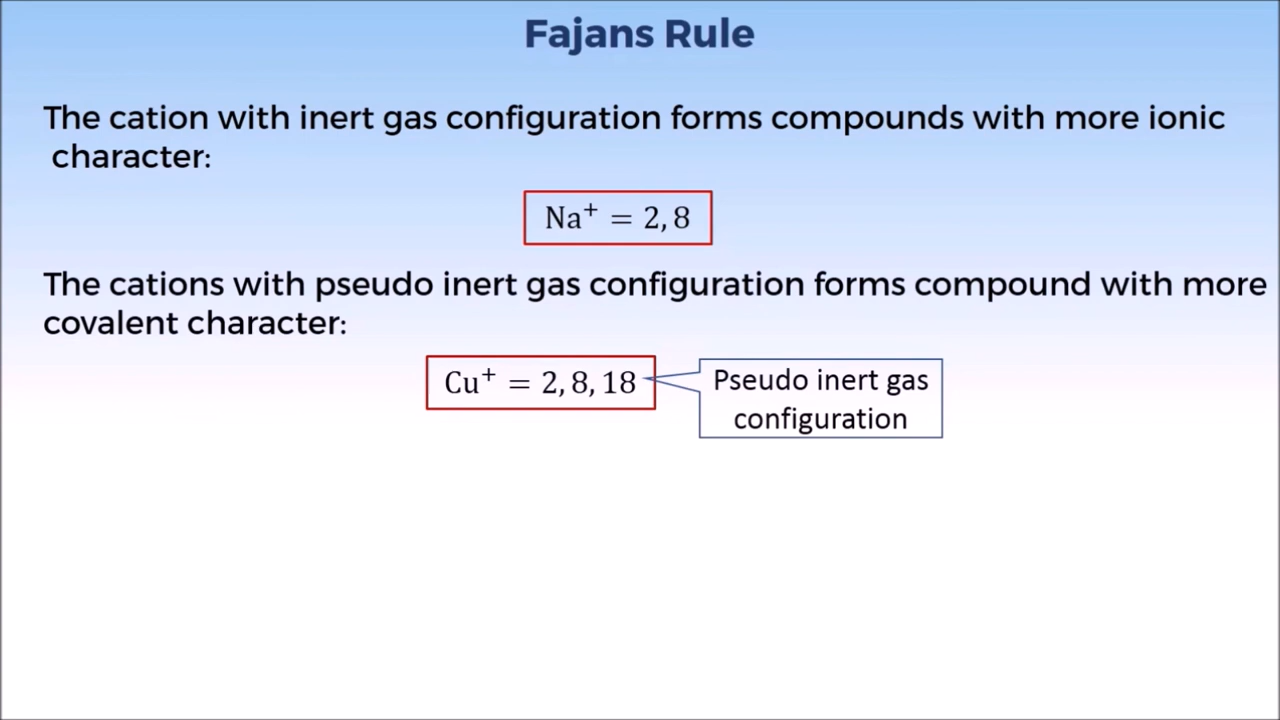 Fajans Rule
The cation with inert gas configuration forms compounds with more ionic
character:
Na⁺ = 2, 8
The cations with pseudo inert gas configuration forms compound with more
covalent character:
Cu⁺ = 2, 8, 18
Pseudo inert gas
configuration